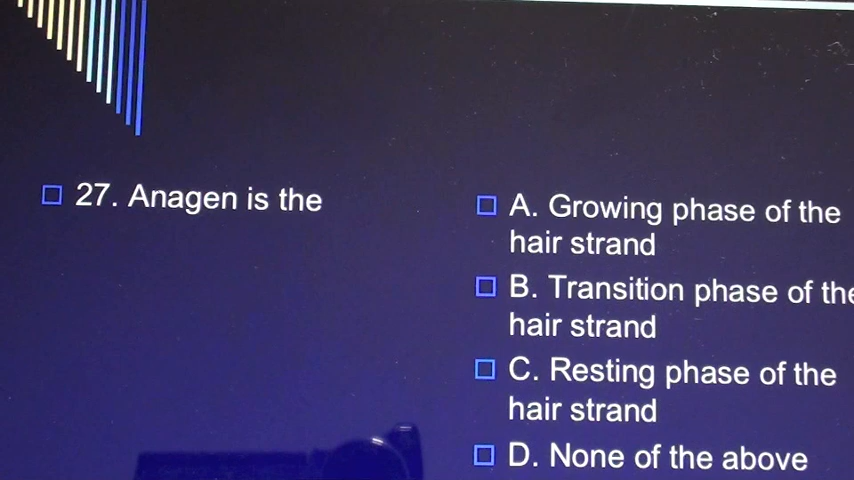 27. Anagen is the
A. Growing phase of the
hair strand
B. Transition phase of the
hair strand
C. Resting phase of the
hair strand
D. None of the above